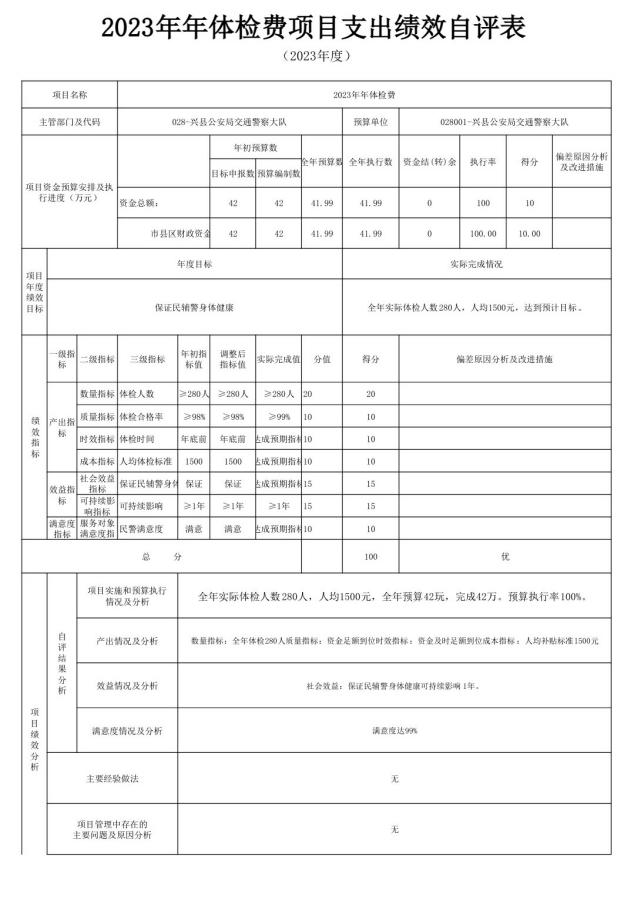 2023年年体检费项目支出绩效自评表
（2023年度）
项目名称 2023年年体检费
主管部门及代码 028-兴县公安局交通警察大队 预算单位 028001-兴县公安局交通警察大队
项目资金预算安排及执行进度（万元） 年初预算数 全年预算数 全年执行数 资金结(转)余 执行率 得分 偏差原因分析及改进措施
目标申报数 预算编制数
资金总额： 42 42 41.99 41.99 0 100 10
市县区财政资金 42 42 41.99 41.99 0 100.00 10.00
项目年度绩效目标 年度目标 实际完成情况
保证民辅警身体健康 全年实际体检人数280人，人均1500元，达到预计目标。
绩效指标 一级指标 二级指标 三级指标 年初指标值 调整后指标值 实际完成值 分值 得分 偏差原因分析及改进措施
产出指标 数量指标 体检人数 ≥280人 ≥280人 ≥280人 20 20
质量指标 体检合格率 ≥98% ≥98% ≥99% 10 10
时效指标 体检时间 年底前 年底前 达成预期指标 10 10
成本指标 人均体检标准 1500 1500 达成预期指标 10 10
效益指标 社会效益指标 保证民辅警身体 保证 保证 达成预期指标 15 15
可持续影响指标 可持续影响 ≥1年 ≥1年 ≥1年 15 15
满意度指标 服务对象满意度指 民警满意度 满意 满意 达成预期指标 10 10
总 分 100 优
项目绩效分析 自评结果分析 项目实施和预算执行情况及分析 全年实际体检人数280人，人均1500元，全年预算42玩，完成42万。预算执行率100%。
产出情况及分析 数量指标：全年体检280人质量指标：资金足额到位时效指标：资金及时足额到位成本指标：人均补贴标准1500元
效益情况及分析 社会效益：保证民辅警身体健康可持续影响1年。
满意度情况及分析 满意度达99%
主要经验做法 无
项目管理中存在的主要问题及原因分析 无